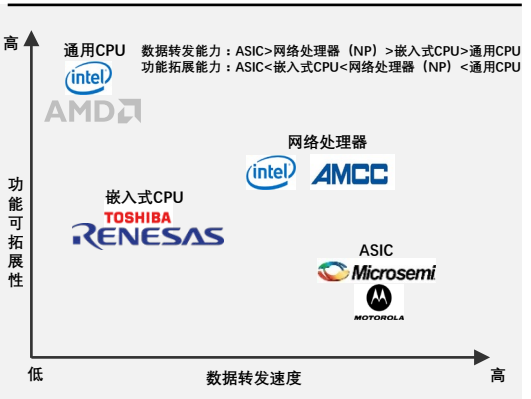 高
通用CPU
数据转发能力：ASIC>网络处理器（NP）>嵌入式CPU>通用CPU
功能拓展能力：ASIC<嵌入式CPU<网络处理器（NP）<通用CPU
intel
AMD
网络处理器
intel AMCC
功能可拓展性
嵌入式CPU
TOSHIBA
RENESAS
ASIC
Microsemi
MOTOROLA
低
数据转发速度
高